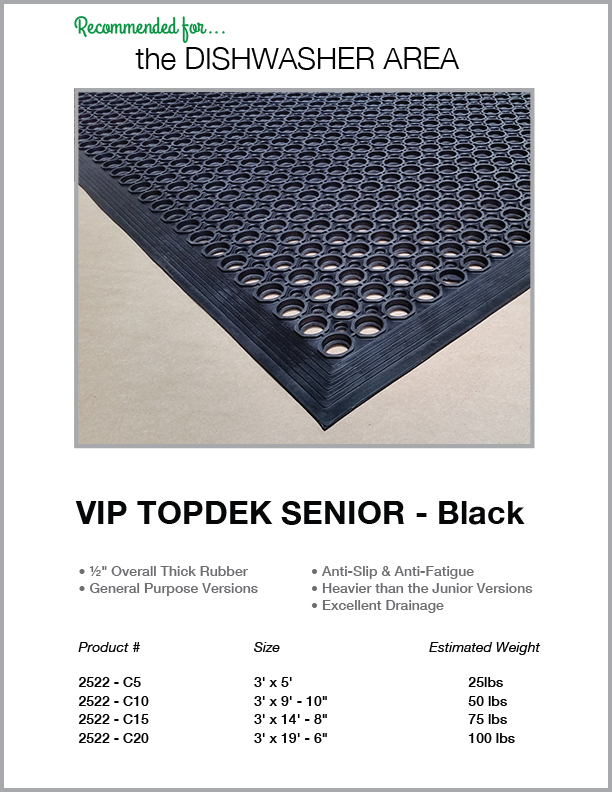 Recommended for...
the DISHWASHER AREA
VIP TOPDEK SENIOR - Black
• ½" Overall Thick Rubber
• General Purpose Versions
• Anti-Slip & Anti-Fatigue
• Heavier than the Junior Versions
• Excellent Drainage
Product # Size Estimated Weight
2522 - C5 3' x 5' 25lbs
2522 - C10 3' x 9' - 10" 50 lbs
2522 - C15 3' x 14' - 8" 75 lbs
2522 - C20 3' x 19' - 6" 100 lbs